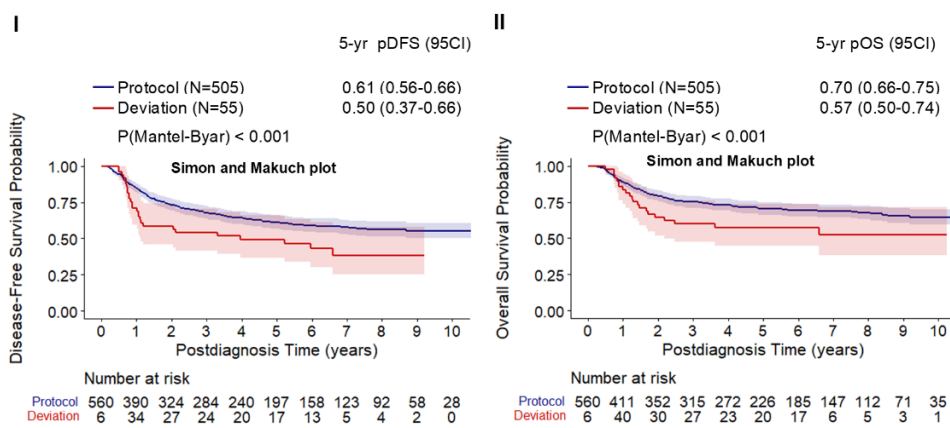 I
5-yr pDFS (95CI)
Protocol (N=505) 0.61 (0.56-0.66)
Deviation (N=55) 0.50 (0.37-0.66)
P(Mantel-Byar) < 0.001
Simon and Makuch plot
Disease-Free Survival Probability
1.00
0.75
0.50
0.25
0.00
0 1 2 3 4 5 6 7 8 9 10
Postdiagnosis Time (years)
Number at risk
Protocol 560 390 324 284 240 197 158 123 92 58 28
Deviation 6 34 27 24 20 17 13 5 4 2 0
II
5-yr pOS (95CI)
Protocol (N=505) 0.70 (0.66-0.75)
Deviation (N=55) 0.57 (0.50-0.74)
P(Mantel-Byar) < 0.001
Simon and Makuch plot
Overall Survival Probability
1.00
0.75
0.50
0.25
0.00
0 1 2 3 4 5 6 7 8 9 10
Postdiagnosis Time (years)
Number at risk
Protocol 560 411 352 315 272 226 185 147 112 71 35
Deviation 6 40 30 27 23 20 17 6 5 3 1